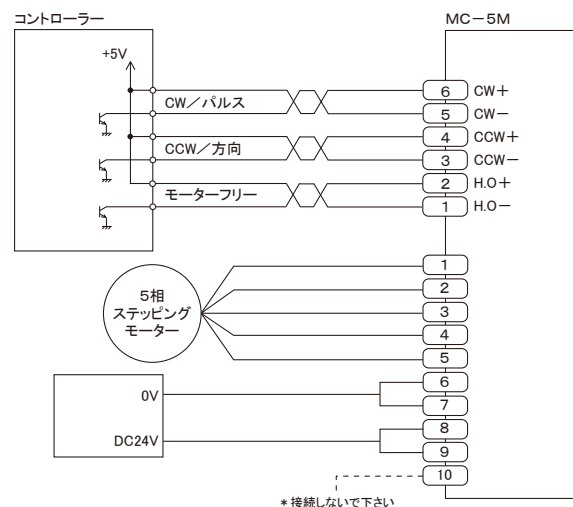 コントローラー
MC－5M
+5V
CW／パルス
6 CW＋
5 CW－
CCW／方向
4 CCW＋
3 CCW－
モーターフリー
2 H.O＋
1 H.O－
5相
ステッピング
モーター
1
2
3
4
5
0V
6
7
DC24V
8
9
10
＊接続しないで下さい